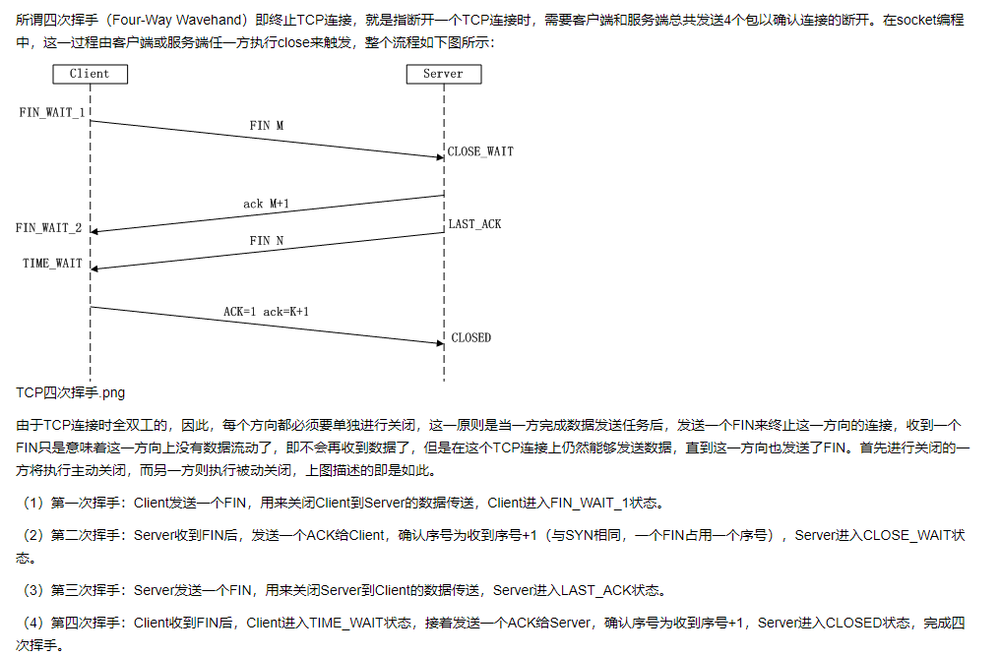 所谓四次挥手（Four-Way Wavehand）即终止TCP连接，就是指断开一个TCP连接时，需要客户端和服务端总共发送4个包以确认连接的断开。在socket编程
中，这一过程由客户端或服务端任一方执行close来触发，整个流程如下图所示：
Client
Server
FIN_WAIT_1
FIN M
CLOSE_WAIT
ack M+1
FIN_WAIT_2
LAST_ACK
FIN N
TIME_WAIT
ACK=1 ack=K+1
CLOSED
TCP四次挥手.png
由于TCP连接时全双工的，因此，每个方向都必须要单独进行关闭，这一原则是当一方完成数据发送任务后，发送一个FIN来终止这一方向的连接，收到一个
FIN只是意味着这一方向上没有数据流动了，即不会再收到数据了，但是在这个TCP连接上仍然能够发送数据，直到这一方向也发送了FIN。首先进行关闭的一
方将执行主动关闭，而另一方则执行被动关闭，上图描述的即是如此。
（1）第一次挥手：Client发送一个FIN，用来关闭Client到Server的数据传送，Client进入FIN_WAIT_1状态。
（2）第二次挥手：Server收到FIN后，发送一个ACK给Client，确认序号为收到序号+1（与SYN相同，一个FIN占用一个序号），Server进入CLOSE_WAIT状
态。
（3）第三次挥手：Server发送一个FIN，用来关闭Server到Client的数据传送，Server进入LAST_ACK状态。
（4）第四次挥手：Client收到FIN后，Client进入TIME_WAIT状态，接着发送一个ACK给Server，确认序号为收到序号+1，Server进入CLOSED状态，完成四
次挥手。